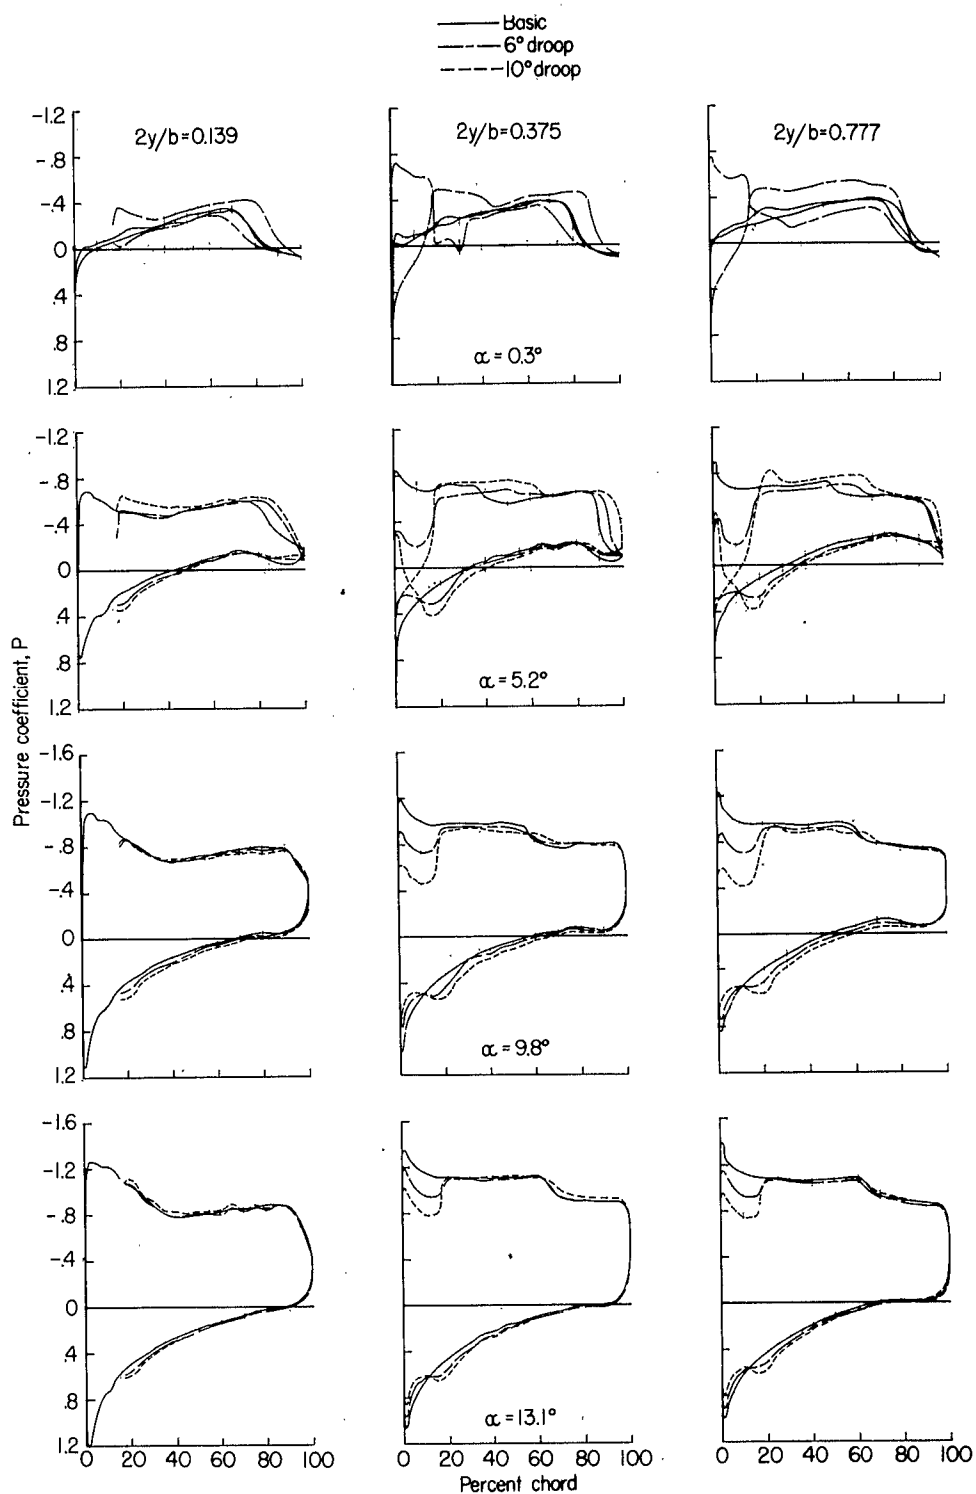 Basic
6° droop
10° droop
2y/b=0.139
2y/b=0.375
2y/b=0.777
-1.2
-.8
-.4
0
.4
.8
1.2
α = 0.3°
-1.2
-.8
-.4
0
.4
.8
1.2
α = 5.2°
Pressure coefficient, P
-1.6
-1.2
-.8
-.4
0
.4
.8
1.2
α = 9.8°
-1.6
-1.2
-.8
-.4
0
.4
.8
1.2
α = 13.1°
0 20 40 60 80 100
0 20 40 60 80 100
0 20 40 60 80 100
Percent chord